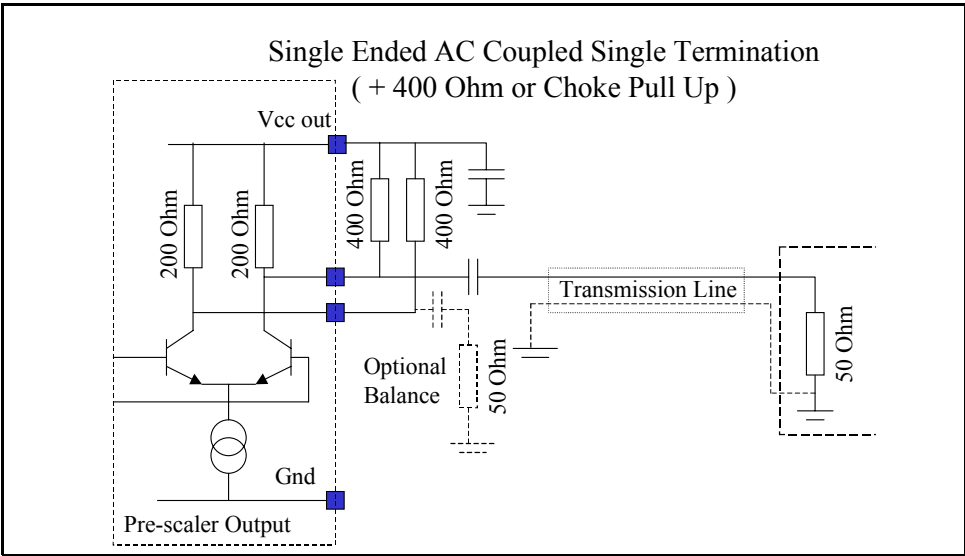 Single Ended AC Coupled Single Termination
( + 400 Ohm or Choke Pull Up )
Vcc out
200 Ohm
200 Ohm
400 Ohm
400 Ohm
Transmission Line
50 Ohm
Optional
Balance
50 Ohm
Gnd
Pre-scaler Output